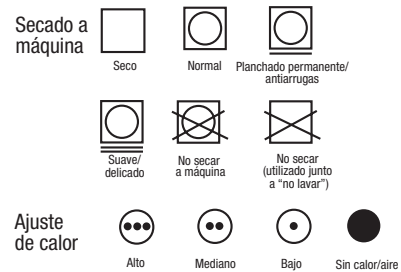 Secado a
máquina
Seco
Normal
Planchado permanente/
antiarrugas
Suave/
delicado
No secar
a máquina
No secar
(utilizado junto
a “no lavar”)
Ajuste
de calor
Alto
Mediano
Bajo
Sin calor/aire